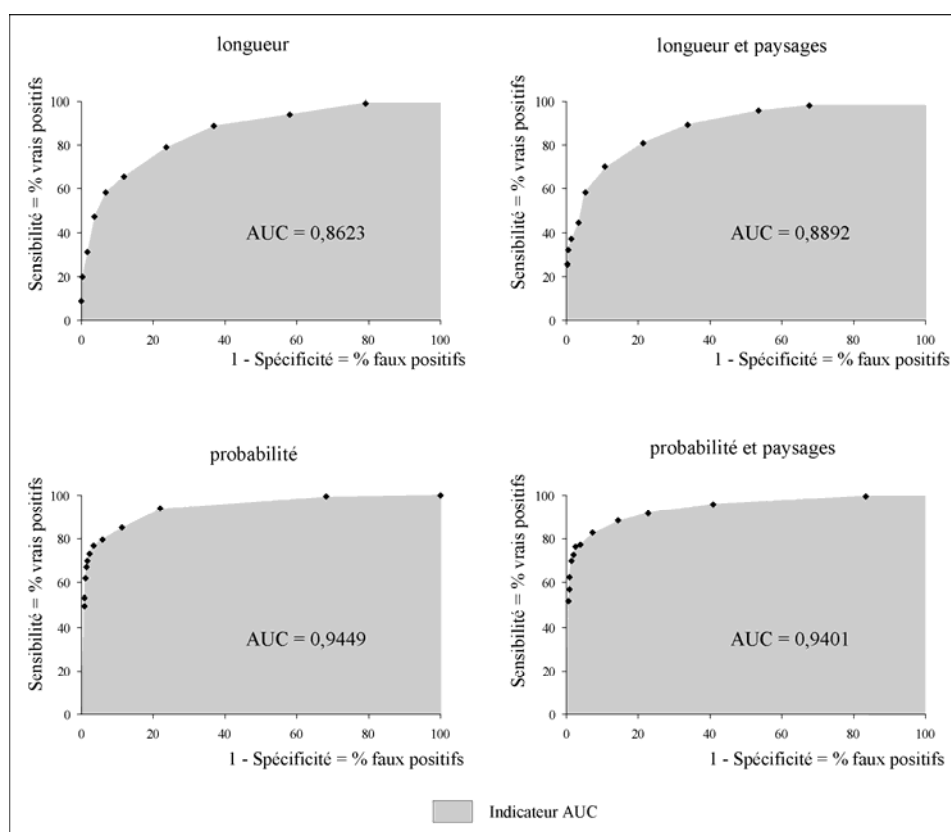 longueur
Sensibilité = % vrais positifs
100
80
60
40
20
0
AUC = 0,8623
0 20 40 60 80 100
1 - Spécificité = % faux positifs
longueur et paysages
Sensibilité = % vrais positifs
100
80
60
40
20
0
AUC = 0,8892
0 20 40 60 80 100
1 - Spécificité = % faux positifs
probabilité
Sensibilité = % vrais positifs
100
80
60
40
20
0
AUC = 0,9449
0 20 40 60 80 100
1 - Spécificité = % faux positifs
probabilité et paysages
Sensibilité = % vrais positifs
100
80
60
40
20
0
AUC = 0,9401
0 20 40 60 80 100
1 - Spécificité = % faux positifs
Indicateur AUC